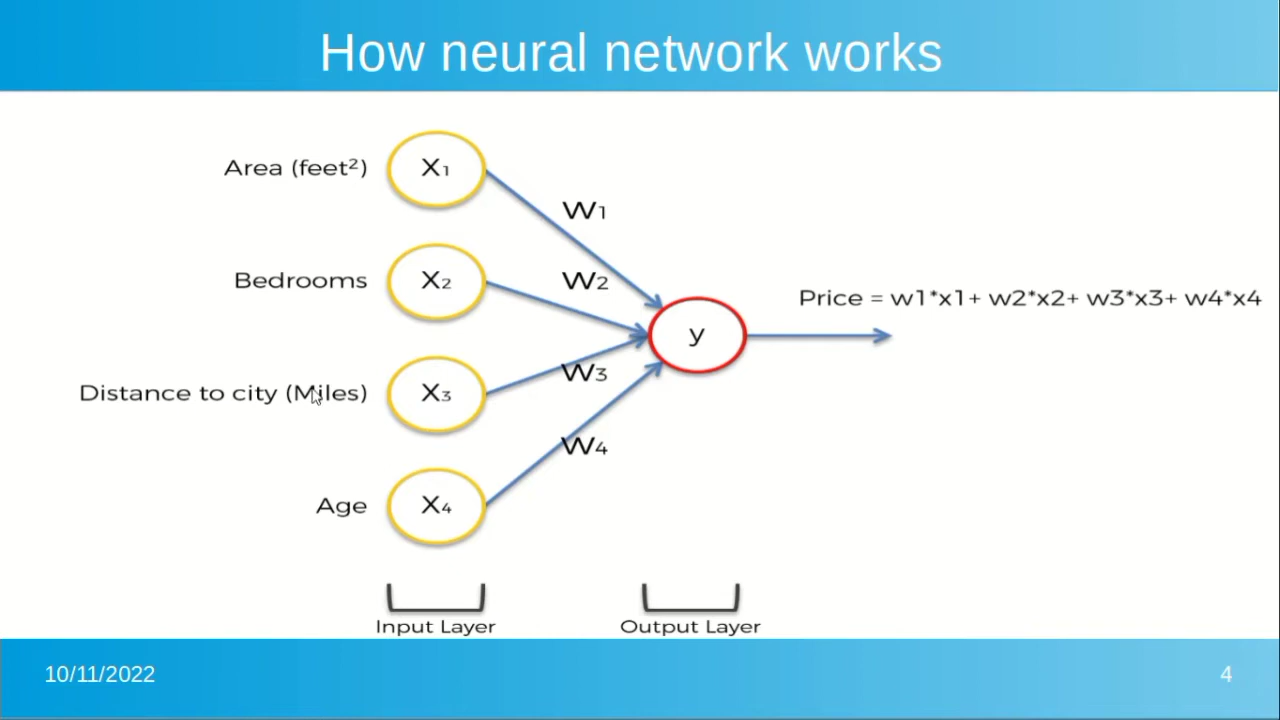 How neural network works
Area (feet²)
X₁
W₁
Bedrooms
X₂
W₂
Price = w1*x1+ w2*x2+ w3*x3+ w4*x4
y
Distance to city (Miles)
X₃
W₃
W₄
Age
X₄
Input Layer
Output Layer
10/11/2022
4